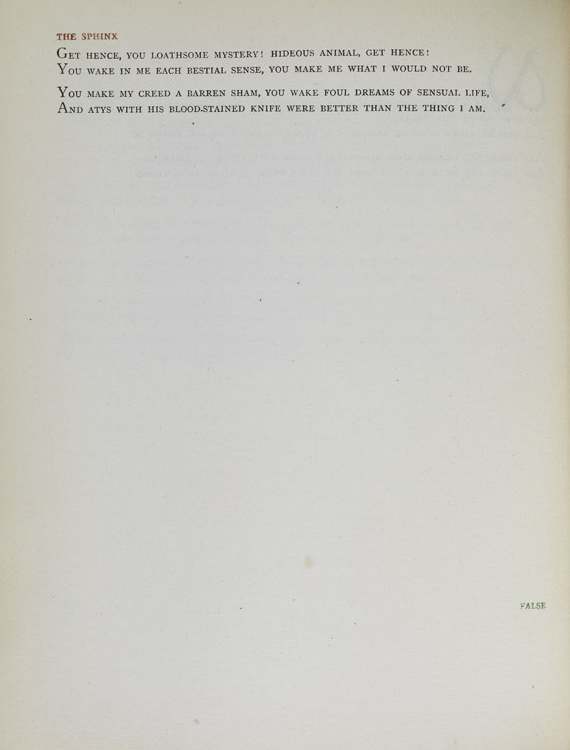 THE SPHINX
GET HENCE, YOU LOATHSOME MYSTERY! HIDEOUS ANIMAL, GET HENCE!
YOU WAKE IN ME EACH BESTIAL SENSE, YOU MAKE ME WHAT I WOULD NOT BE.
YOU MAKE MY CREED A BARREN SHAM, YOU WAKE FOUL DREAMS OF SENSUAL LIFE,
AND ATYS WITH HIS BLOOD-STAINED KNIFE WERE BETTER THAN THE THING I AM.
FALSE